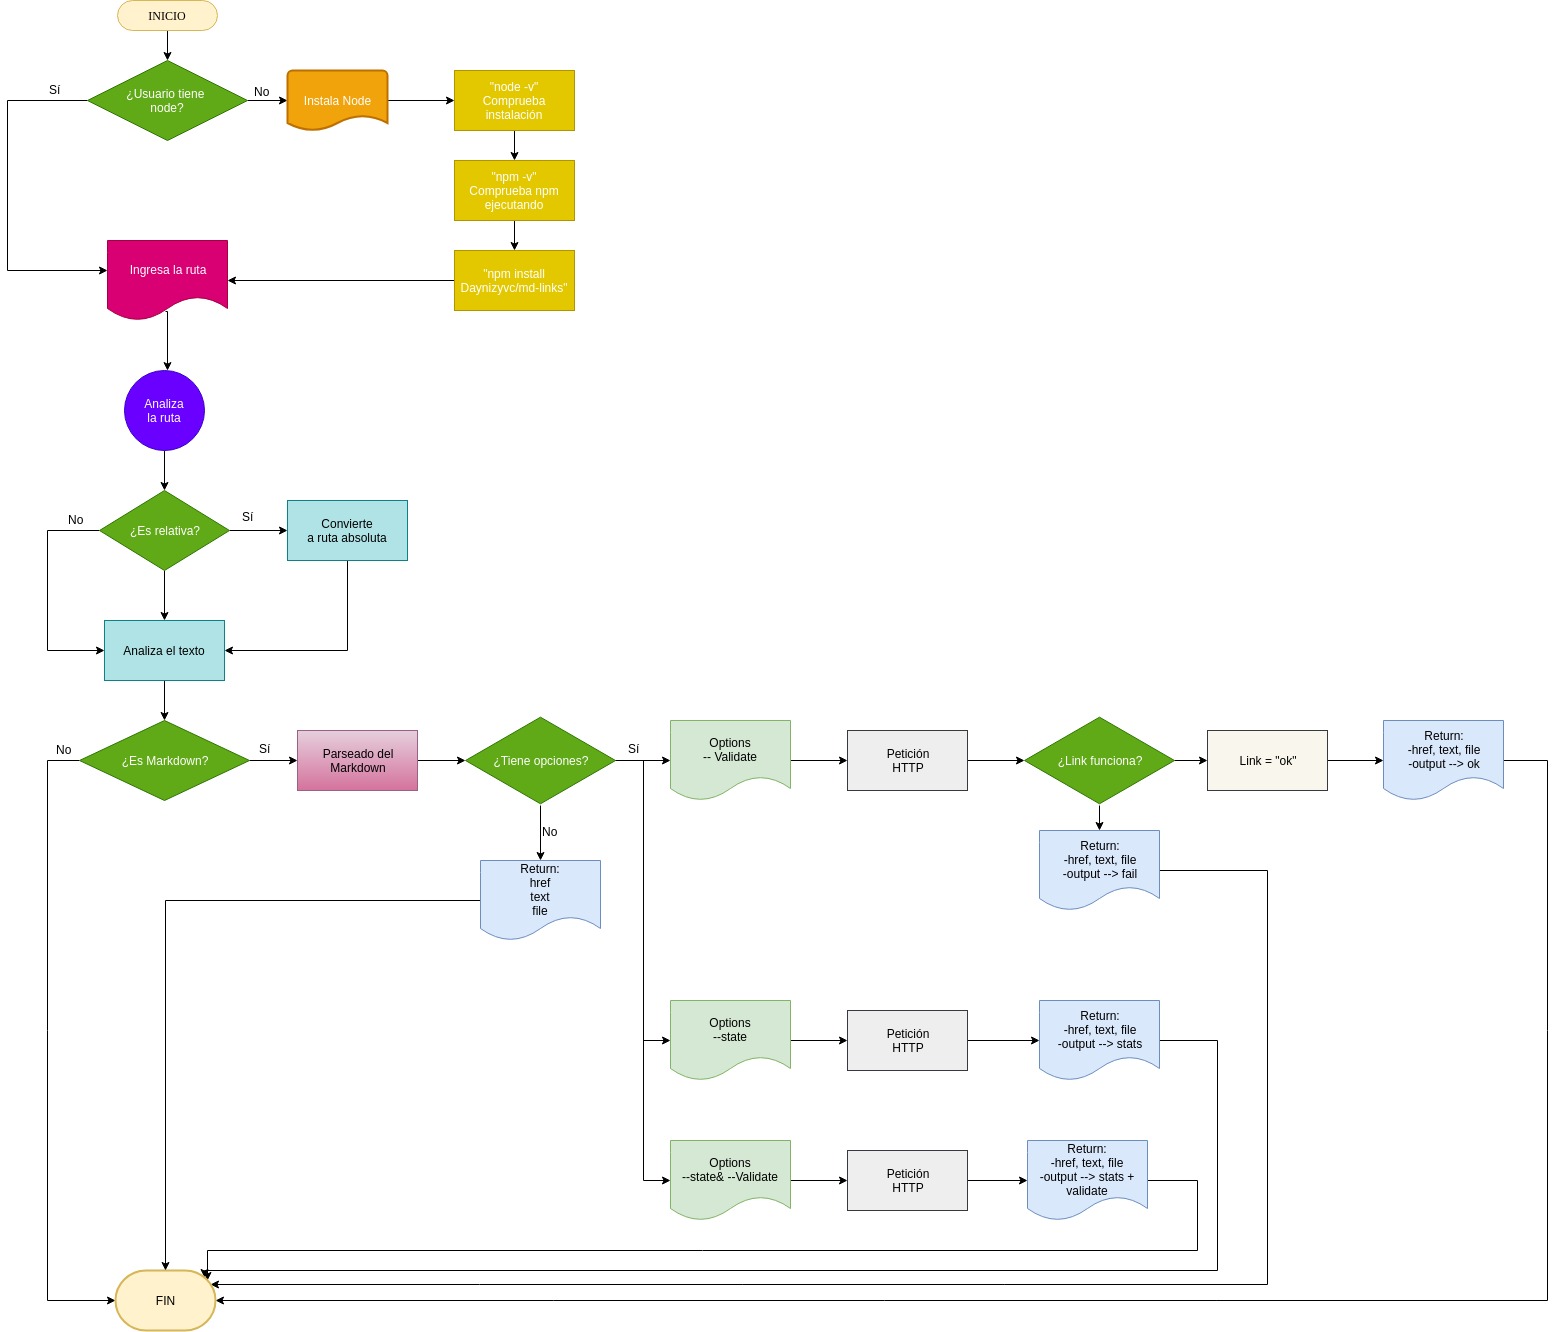 INICIO
Sí
¿Usuario tiene
node?
No
Instala Node
"node -v"
Comprueba
instalación
"npm -v"
Comprueba npm
ejecutando
"npm install
Daynizyvc/md-links"
Ingresa la ruta
Analiza
la ruta
No
¿Es relativa?
Sí
Convierte
a ruta absoluta
Analiza el texto
No
¿Es Markdown?
Sí
Parseado del
Markdown
¿Tiene opciones?
Sí
No
Return:
href
text
file
Options
-- Validate
Petición
HTTP
¿Link funciona?
Link = "ok"
Return:
-href, text, file
-output --> ok
Return:
-href, text, file
-output --> fail
Options
--state
Petición
HTTP
Return:
-href, text, file
-output --> stats
Options
--state& --Validate
Petición
HTTP
Return:
-href, text, file
-output --> stats +
validate
FIN